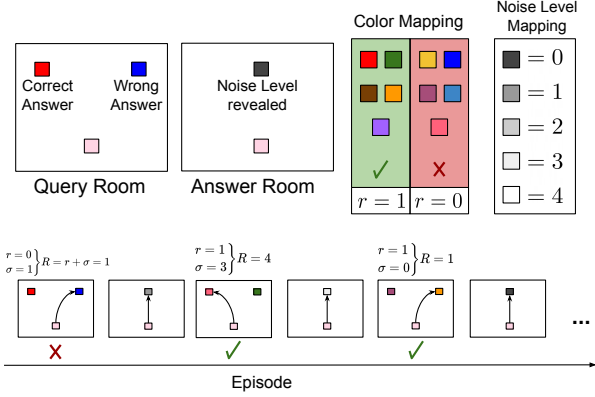 Color Mapping
Noise Level
Mapping
Correct
Answer
Wrong
Answer
Noise Level
revealed
= 0
= 1
= 2
= 3
= 4
✓
✗
r = 1
r = 0
Query Room
Answer Room
r = 0
σ = 1
} R = r + σ = 1
r = 1
σ = 3
} R = 4
r = 1
σ = 0
} R = 1
...
✗
✓
✓
Episode